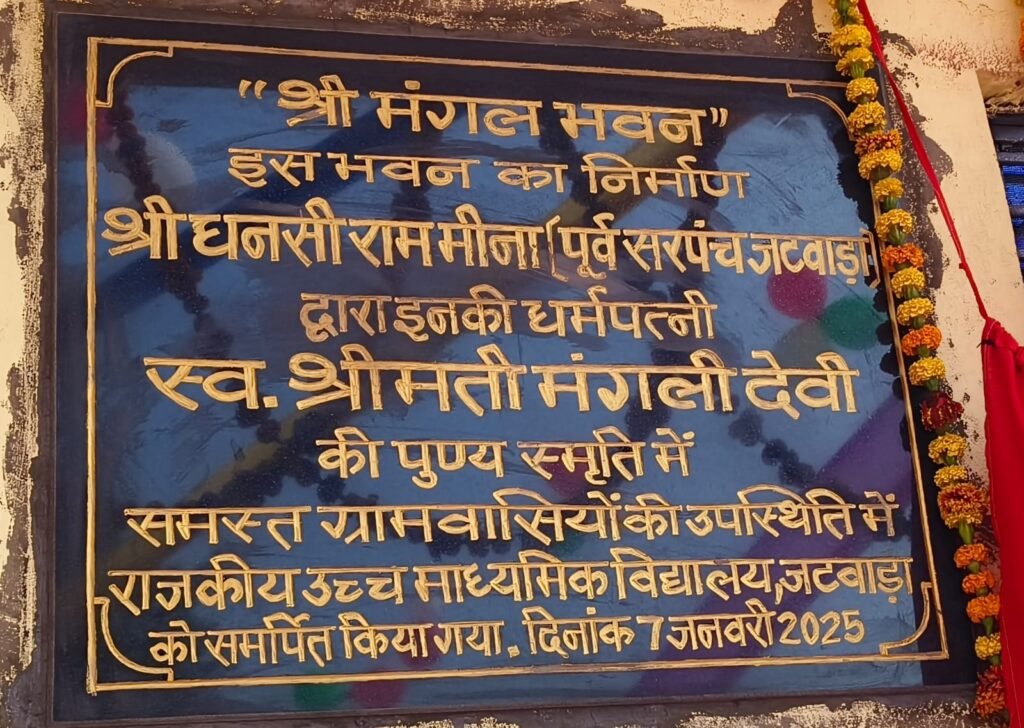 "श्री मंगल भवन"
इस भवन का निर्माण
श्री घनसी राम मीना (पूर्व सरपंच जटवाड़ा)
द्वारा इनकी धर्मपत्नी
स्व. श्रीमती मंगली देवी
की पुण्य स्मृति में
समस्त ग्रामवासियों की उपस्थिति में
राजकीय उच्च माध्यमिक विद्यालय, जटवाड़ा
को समर्पित किया गया. दिनांक 7 जनवरी 2025